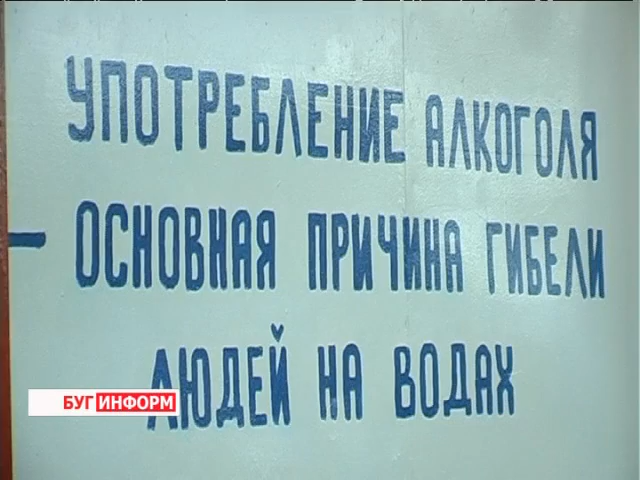 УПОТРЕБЛЕНИЕ АЛКОГОЛЯ
— ОСНОВНАЯ ПРИЧИНА ГИБЕЛИ
ЛЮДЕЙ НА ВОДАХ
БУГ ИНФОРМ